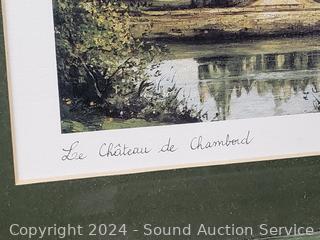 Le Château de Chambord
Copyright 2024 - Sound Auction Service